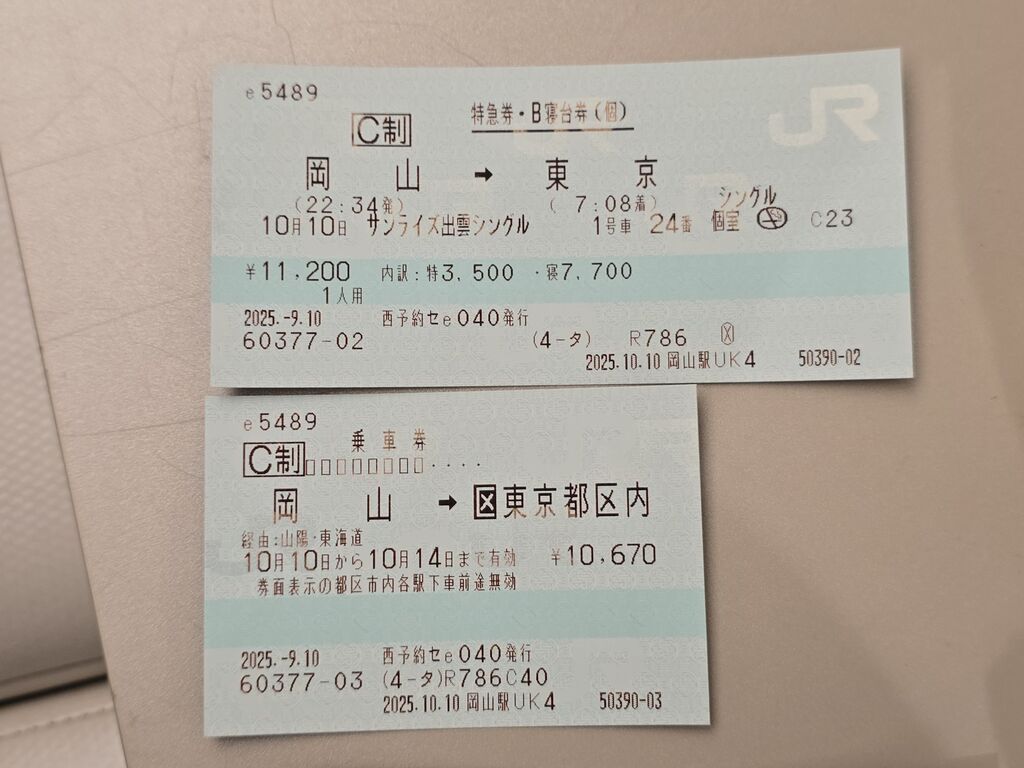 e5489
JR
特急券・B寝台券(個)
C制
岡山 → 東京
(22:34発) ( 7:08着) シングル
10月10日 サンライズ出雲シングル 1号車 24番 個室 C23
¥11,200 内訳:特3,500 ・寝7,700
1人用
2025.-9.10 西予約セe040発行
60377-02 (4-タ) R786 X
2025.10.10 岡山駅UK4 50390-02
e5489
乗車券
C制 □□□□□□□□・・・・
岡山 → 区東京都区内
経由:山陽・東海道
10月10日から10月14日まで有効 ¥10,670
券面表示の都区市内各駅下車前途無効
2025.-9.10 西予約セe040発行
60377-03 (4-タ)R786C40
2025.10.10 岡山駅UK4 50390-03